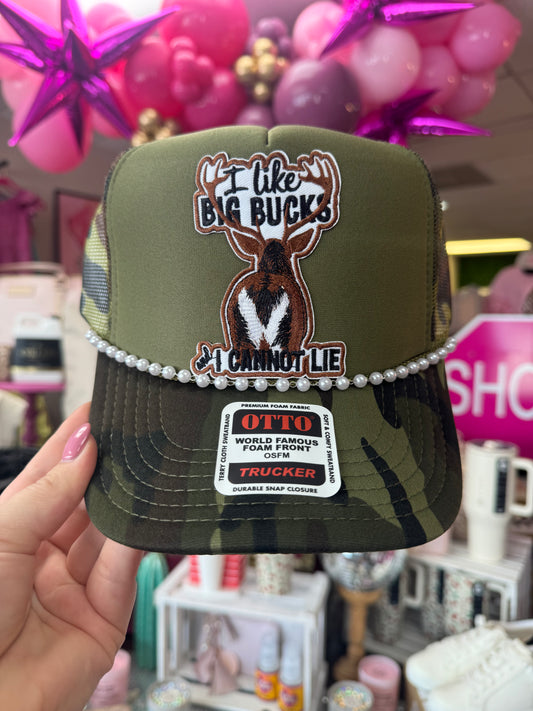 I like
BIG BUCKS
and I CANNOT LIE
PREMIUM FOAM FABRIC
OTTO
WORLD FAMOUS
FOAM FRONT
OSFM
TRUCKER
DURABLE SNAP CLOSURE
TERRY CLOTH SWEATBAND
SOFT & COMFY SWEATBAND
SHO